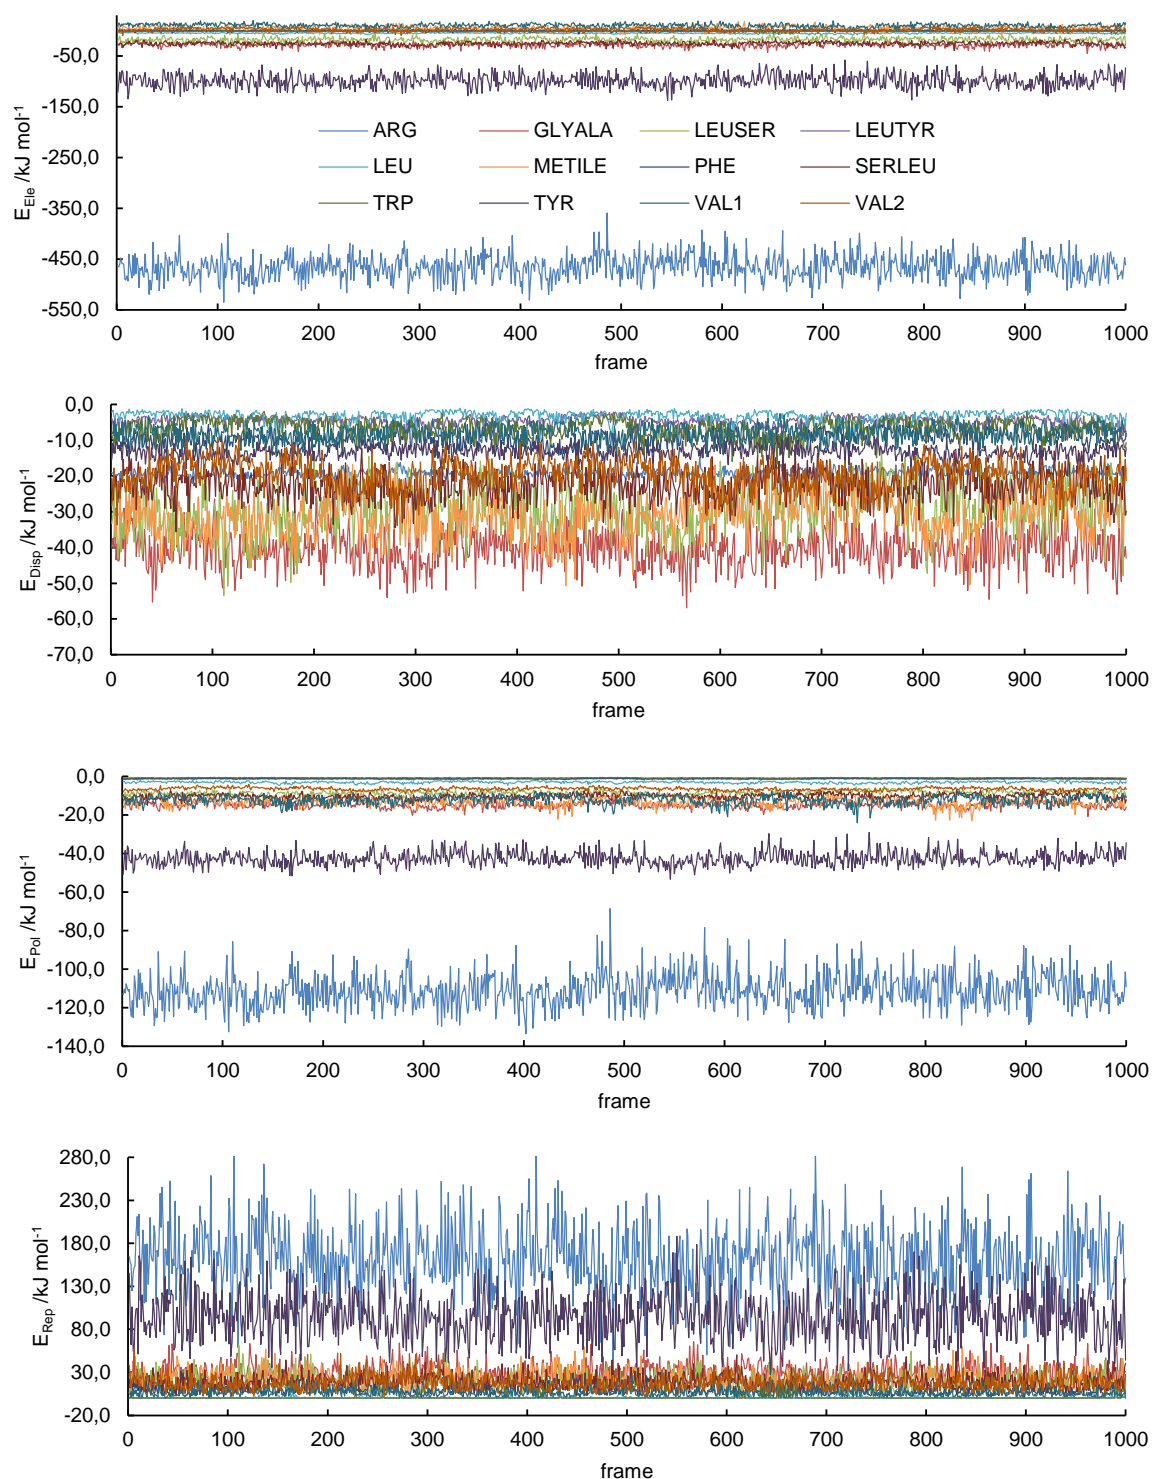 -50,0
-150,0
-250,0
-350,0
-450,0
-550,0
E_Ele /kJ mol⁻¹
ARG GLYALA LEUSER LEUTYR
LEU METILE PHE SERLEU
TRP TYR VAL1 VAL2
0 100 200 300 400 500 600 700 800 900 1000
frame
0,0
-10,0
-20,0
-30,0
-40,0
-50,0
-60,0
-70,0
E_Disp /kJ mol⁻¹
0 100 200 300 400 500 600 700 800 900 1000
frame
0,0
-20,0
-40,0
-60,0
-80,0
-100,0
-120,0
-140,0
E_Pol /kJ mol⁻¹
0 100 200 300 400 500 600 700 800 900 1000
frame
280,0
230,0
180,0
130,0
80,0
30,0
-20,0
E_Rep /kJ mol⁻¹
0 100 200 300 400 500 600 700 800 900 1000
frame